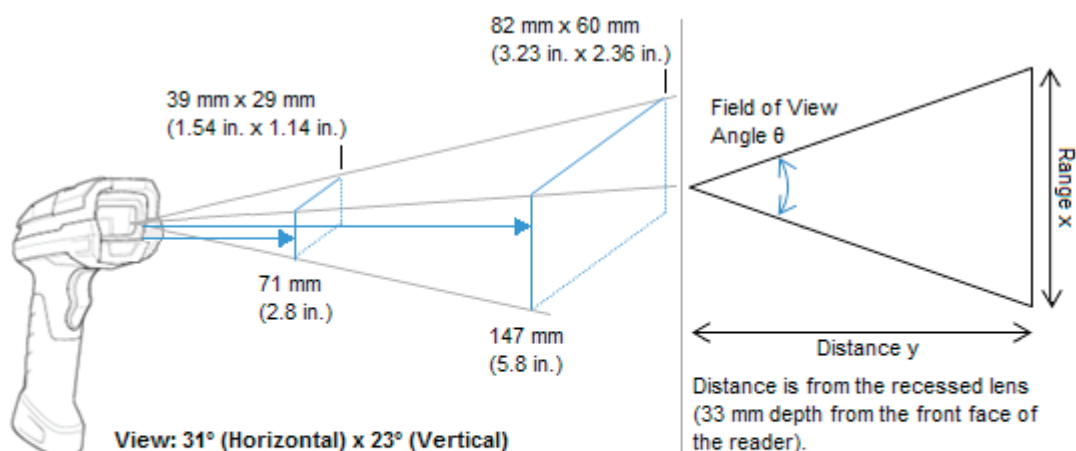 82 mm x 60 mm
(3.23 in. x 2.36 in.)
39 mm x 29 mm
(1.54 in. x 1.14 in.)
71 mm
(2.8 in.)
147 mm
(5.8 in.)
View: 31° (Horizontal) x 23° (Vertical)
Field of View
Angle θ
Range x
Distance y
Distance is from the recessed lens
(33 mm depth from the front face of
the reader).